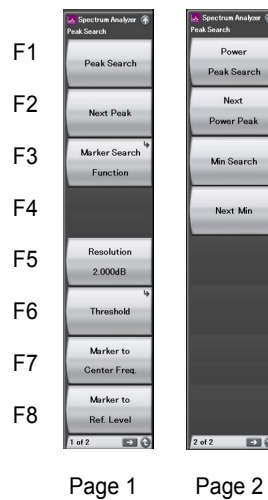 F1
F2
F3
F4
F5
F6
F7
F8
Spectrum Analyzer
Peak Search
Peak Search
Next Peak
Marker Search
Function
Resolution
2.000dB
Threshold
Marker to
Center Freq.
Marker to
Ref. Level
1 of 2
Page 1
Spectrum Analyzer
Peak Search
Power
Peak Search
Next
Power Peak
Min Search
Next Min
2 of 2
Page 2